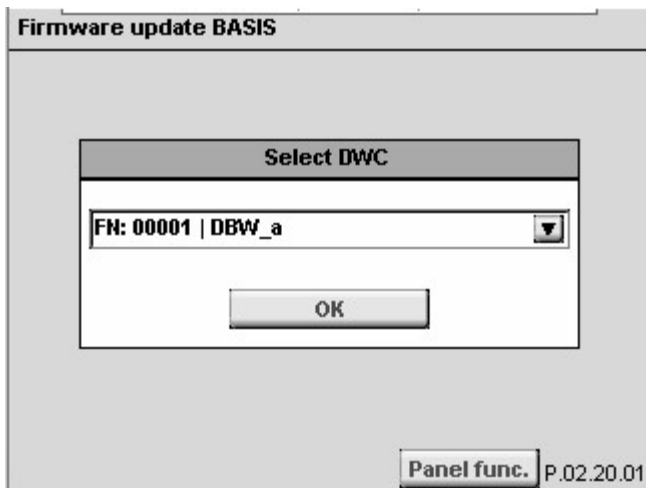 Firmware update BASIS
Select DWC
FN: 00001 | DBW_a
OK
Panel func. P.02.20.01